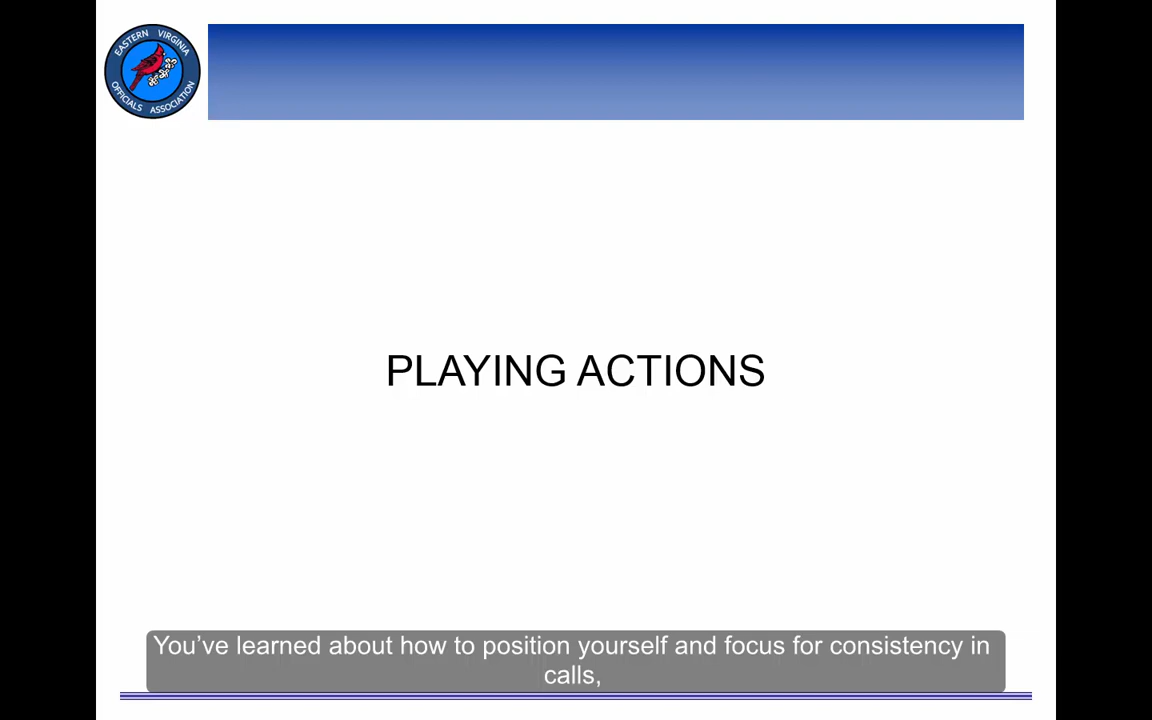 EASTERN VIRGINIA
OFFICIALS ASSOCIATION
PLAYING ACTIONS
You’ve learned about how to position yourself and focus for consistency in
calls,